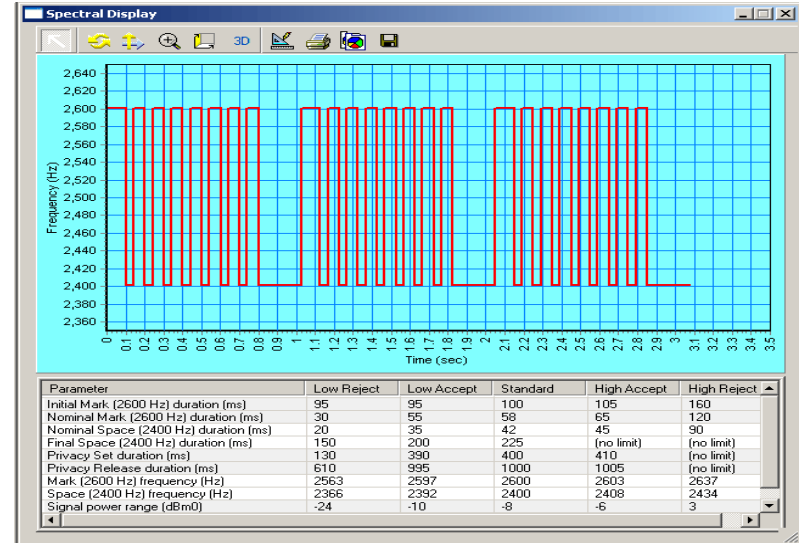 Spectral Display
3D
2,640
2,620
2,600
2,580
2,560
2,540
2,520
2,500
2,480
2,460
2,440
2,420
2,400
2,380
2,360
Frequency (Hz)
0 0.1 0.2 0.3 0.4 0.5 0.6 0.7 0.8 0.9 1 1.1 1.2 1.3 1.4 1.5 1.6 1.7 1.8 1.9 2 2.1 2.2 2.3 2.4 2.5 2.6 2.7 2.8 2.9 3 3.1 3.2 3.3 3.4 3.5
Time (sec)
Parameter Low Reject Low Accept Standard High Accept High Reject
Initial Mark (2600 Hz) duration (ms) 95 95 100 105 160
Nominal Mark (2600 Hz) duration (ms) 30 55 58 65 120
Nominal Space (2400 Hz) duration (ms) 20 35 42 45 90
Final Space (2400 Hz) duration (ms) 150 200 225 (no limit) (no limit)
Privacy Set duration (ms) 130 390 400 410 (no limit)
Privacy Release duration (ms) 610 995 1000 1005 (no limit)
Mark (2600 Hz) frequency (Hz) 2563 2597 2600 2603 2637
Space (2400 Hz) frequency (Hz) 2366 2392 2400 2408 2434
Signal power range (dBm0) -24 -10 -8 -6 3